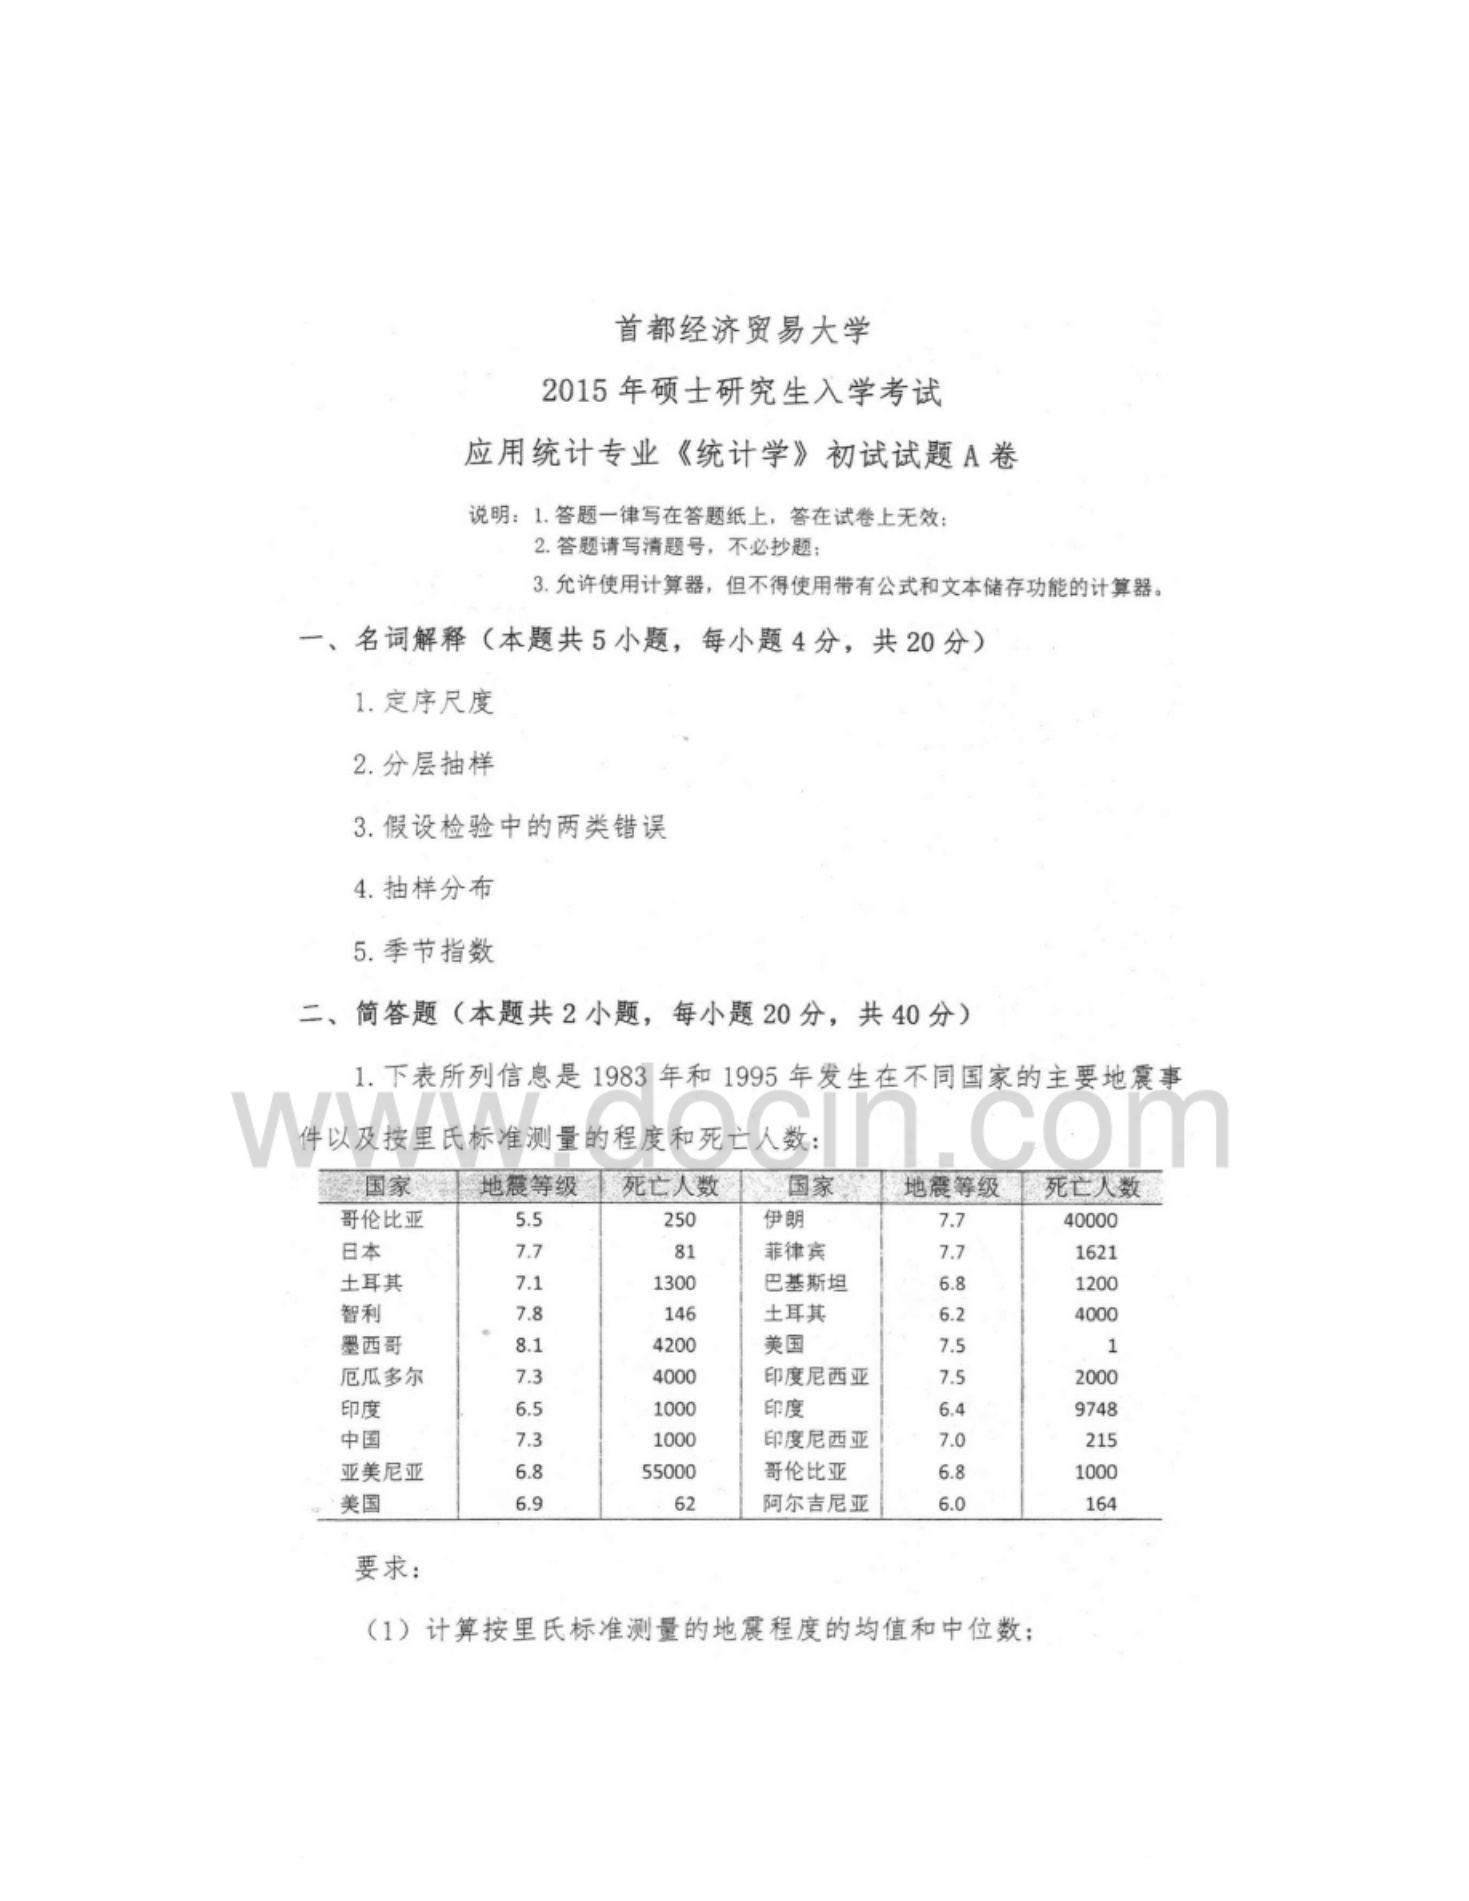 首都经济贸易大学
2015 年硕士研究生入学考试
应用统计专业《统计学》初试试题 A 卷
说明：1. 答题一律写在答题纸上，答在试卷上无效；
2. 答题请写清题号，不必抄题；
3. 允许使用计算器，但不得使用带有公式和文本储存功能的计算器。
一、名词解释（本题共 5 小题，每小题 4 分，共 20 分）
1. 定序尺度
2. 分层抽样
3. 假设检验中的两类错误
4. 抽样分布
5. 季节指数
二、简答题（本题共 2 小题，每小题 20 分，共 40 分）
1. 下表所列信息是 1983 年和 1995 年发生在不同国家的主要地震事
件以及按里氏标准测量的程度和死亡人数：
www.docin.com
国家 地震等级 死亡人数 国家 地震等级 死亡人数
哥伦比亚 5.5 250 伊朗 7.7 40000
日本 7.7 81 菲律宾 7.7 1621
土耳其 7.1 1300 巴基斯坦 6.8 1200
智利 7.8 146 土耳其 6.2 4000
墨西哥 8.1 4200 美国 7.5 1
厄瓜多尔 7.3 4000 印度尼西亚 7.5 2000
印度 6.5 1000 印度 6.4 9748
中国 7.3 1000 印度尼西亚 7.0 215
亚美尼亚 6.8 55000 哥伦比亚 6.8 1000
美国 6.9 62 阿尔吉尼亚 6.0 164
要求：
（1）计算按里氏标准测量的地震程度的均值和中位数；